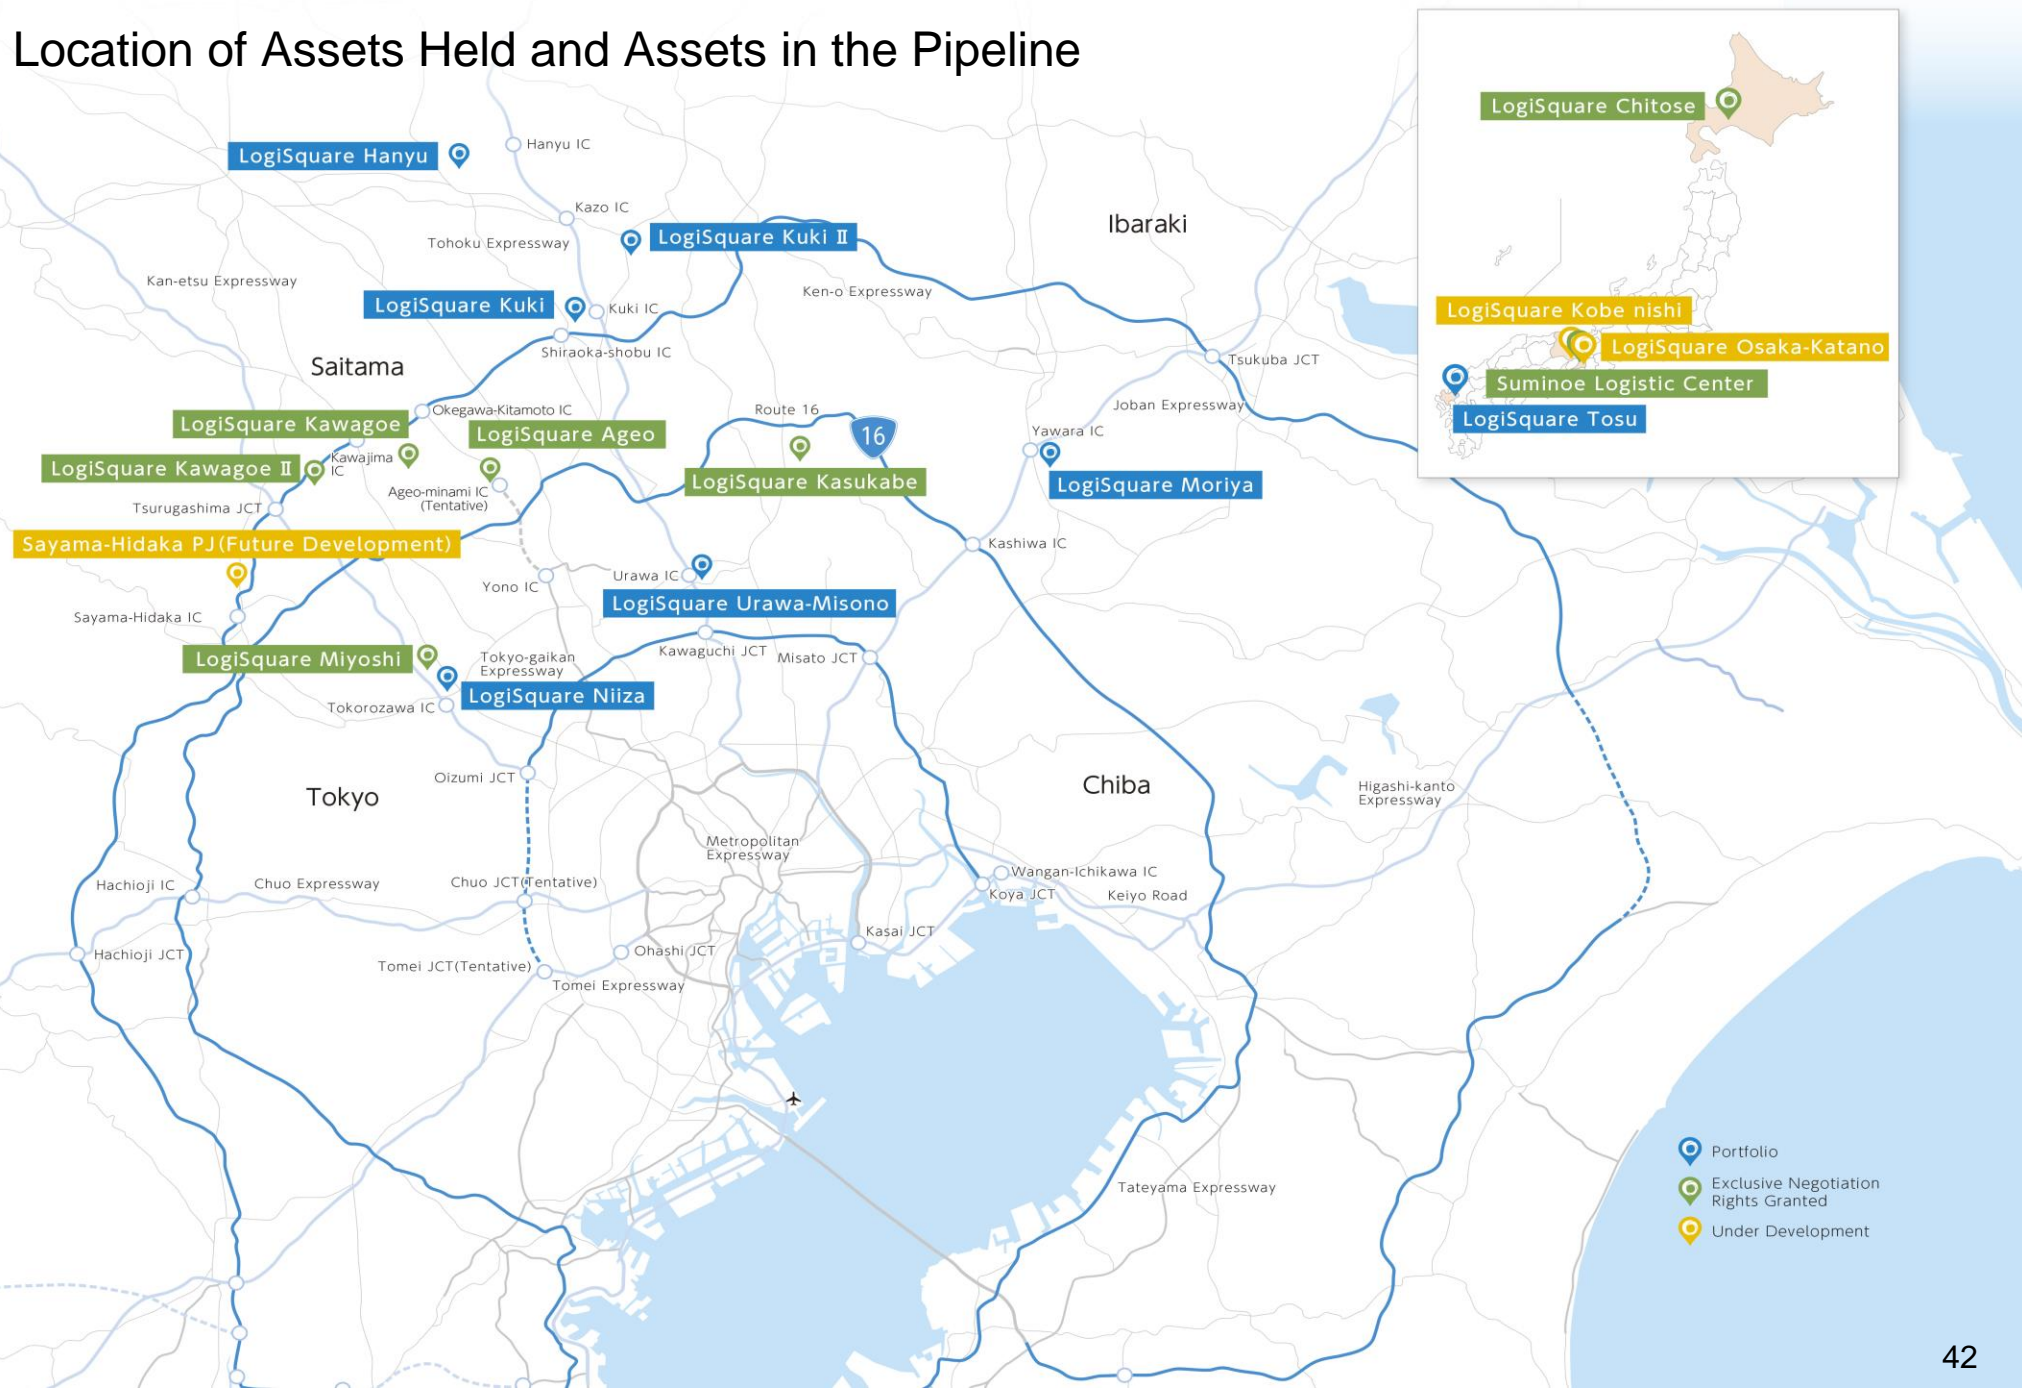 Location of Assets Held and Assets in the Pipeline
LogiSquare Chitose
LogiSquare Hanyu
Hanyu IC
Kazo IC
Ibaraki
Tohoku Expressway
LogiSquare Kuki Ⅱ
Kan-etsu Expressway
Ken-o Expressway
LogiSquare Kuki
Kuki IC
LogiSquare Kobe nishi
LogiSquare Osaka-Katano
Suminoe Logistic Center
LogiSquare Tosu
Shiraoka-shobu IC
Saitama
Tsukuba JCT
Okegawa-Kitamoto IC
Route 16
16
Joban Expressway
LogiSquare Kawagoe
LogiSquare Ageo
Yawara IC
Kawajima
IC
LogiSquare Kawagoe Ⅱ
LogiSquare Kasukabe
LogiSquare Moriya
Ageo-minami IC
(Tentative)
Tsurugashima JCT
Sayama-Hidaka PJ(Future Development)
Kashiwa IC
Urawa IC
Yono IC
LogiSquare Urawa-Misono
Sayama-Hidaka IC
LogiSquare Miyoshi
Tokyo-gaikan
Expressway
Kawaguchi JCT
Misato JCT
LogiSquare Niiza
Tokorozawa IC
Oizumi JCT
Tokyo
Chiba
Higashi-kanto
Expressway
Metropolitan
Expressway
Wangan-Ichikawa IC
Hachioji IC
Chuo Expressway
Chuo JCT(Tentative)
Koya JCT
Keiyo Road
Kasai JCT
Hachioji JCT
Ohashi JCT
Tomei JCT(Tentative)
Tomei Expressway
Tateyama Expressway
Portfolio
Exclusive Negotiation
Rights Granted
Under Development
42